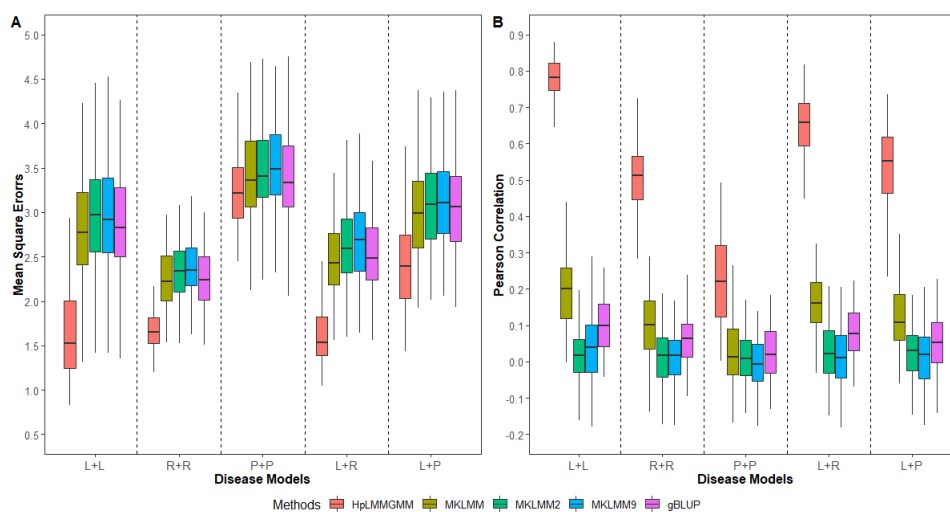 A
Mean Square Erorrs
5.0
4.5
4.0
3.5
3.0
2.5
2.0
1.5
1.0
0.5
L+L R+R P+P L+R L+P
Disease Models
B
Pearson Correlation
0.9
0.8
0.7
0.6
0.5
0.4
0.3
0.2
0.1
0.0
-0.1
-0.2
L+L R+R P+P L+R L+P
Disease Models
Methods HpLMMGMM MKLMM MKLMM2 MKLMM9 gBLUP